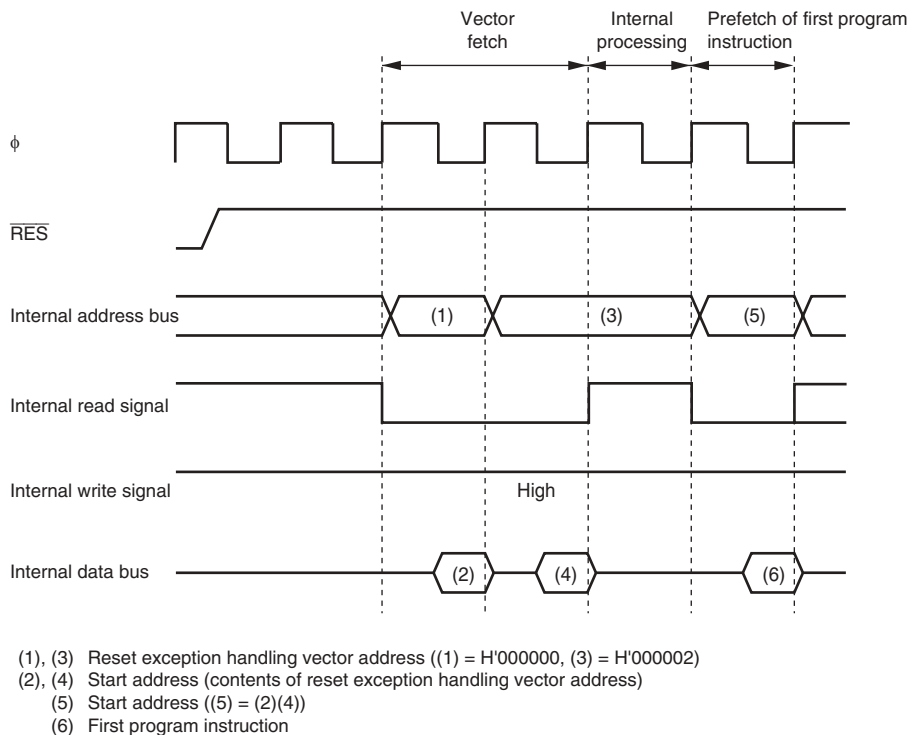 Vector
fetch
Internal
processing
Prefetch of first program
instruction
ϕ
R̅E̅S̅
Internal address bus
(1)
(3)
(5)
Internal read signal
Internal write signal
High
Internal data bus
(2)
(4)
(6)
(1), (3) Reset exception handling vector address ((1) = H'000000, (3) = H'000002)
(2), (4) Start address (contents of reset exception handling vector address)
(5) Start address ((5) = (2)(4))
(6) First program instruction